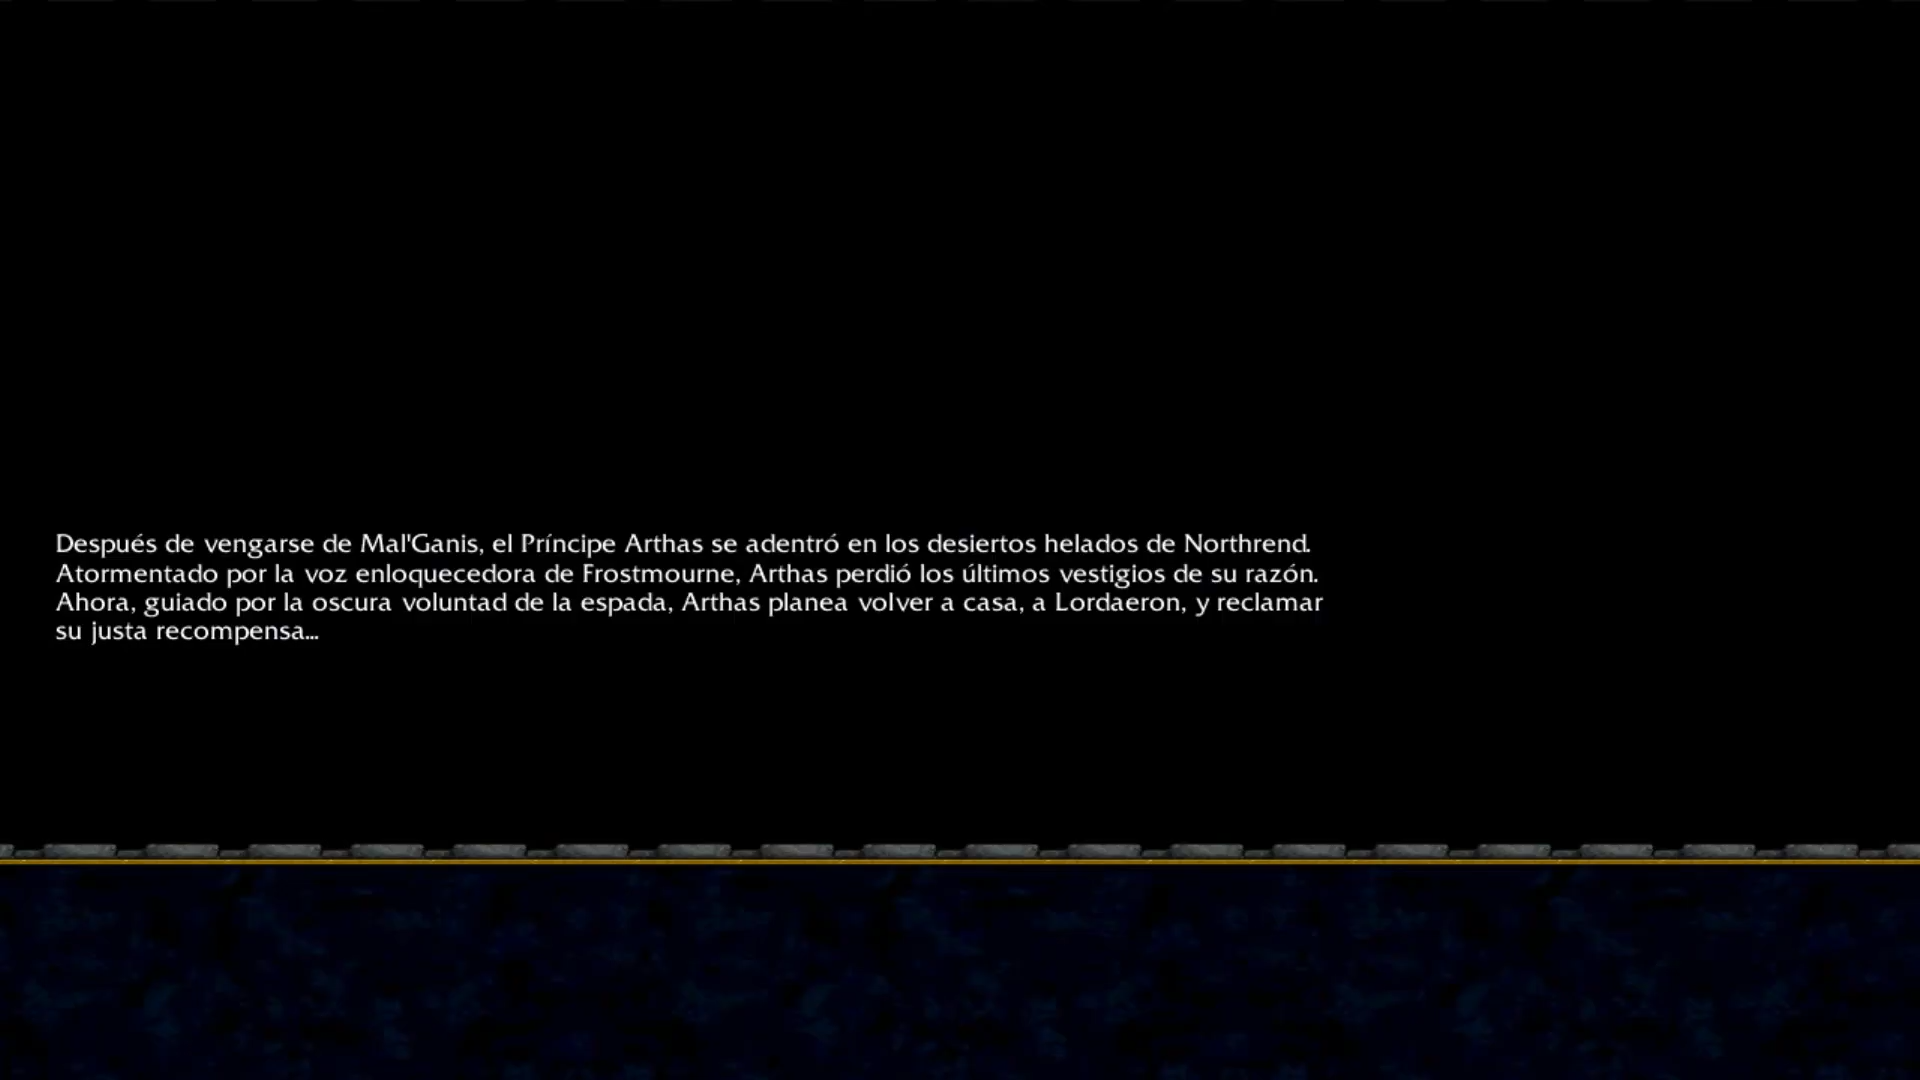 Después de vengarse de Mal'Ganis, el Príncipe Arthas se adentró en los desiertos helados de Northrend.
Atormentado por la voz enloquecedora de Frostmourne, Arthas perdió los últimos vestigios de su razón.
Ahora, guiado por la oscura voluntad de la espada, Arthas planea volver a casa, a Lordaeron, y reclamar
su justa recompensa...